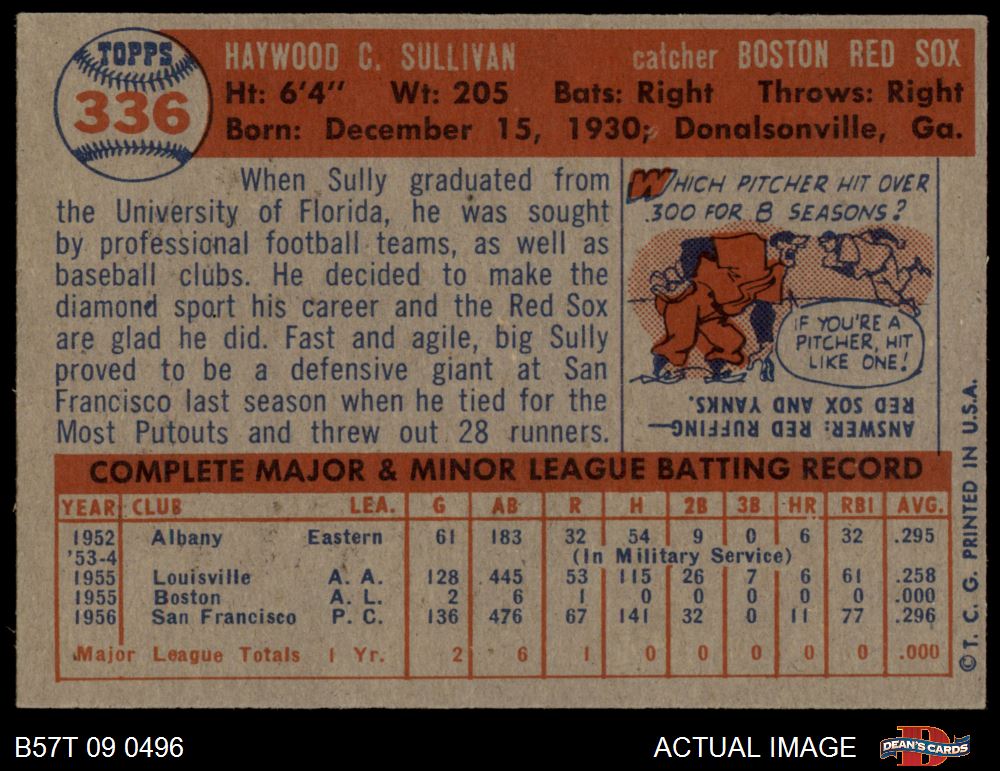 TOPPS
336
HAYWOOD C. SULLIVAN catcher BOSTON RED SOX
Ht: 6'4" Wt: 205 Bats: Right Throws: Right
Born: December 15, 1930; Donalsonville, Ga.
When Sully graduated from
the University of Florida, he was sought
by professional football teams, as well as
baseball clubs. He decided to make the
diamond sport his career and the Red Sox
are glad he did. Fast and agile, big Sully
proved to be a defensive giant at San
Francisco last season when he tied for the
Most Putouts and threw out 28 runners.
WHICH PITCHER HIT OVER
.300 FOR 8 SEASONS?
IF YOU'RE A
PITCHER, HIT
LIKE ONE!
ANSWER: RED RUFFING—
RED SOX AND YANKS.
COMPLETE MAJOR & MINOR LEAGUE BATTING RECORD
YEAR CLUB LEA. G AB R H 2B 3B HR RBI AVG.
1952 Albany Eastern 61 183 32 54 9 0 6 32 .295
'53-4 (In Military Service)
1955 Louisville A. A. 128 445 53 115 26 7 6 61 .258
1955 Boston A. L. 2 6 1 0 0 0 0 0 .000
1956 San Francisco P. C. 136 476 67 141 32 0 11 77 .296
Major League Totals 1 Yr. 2 6 1 0 0 0 0 0 .000
© T. C. G. PRINTED IN U.S.A.
B57T 09 0496 ACTUAL IMAGE
DEAN'S CARDS